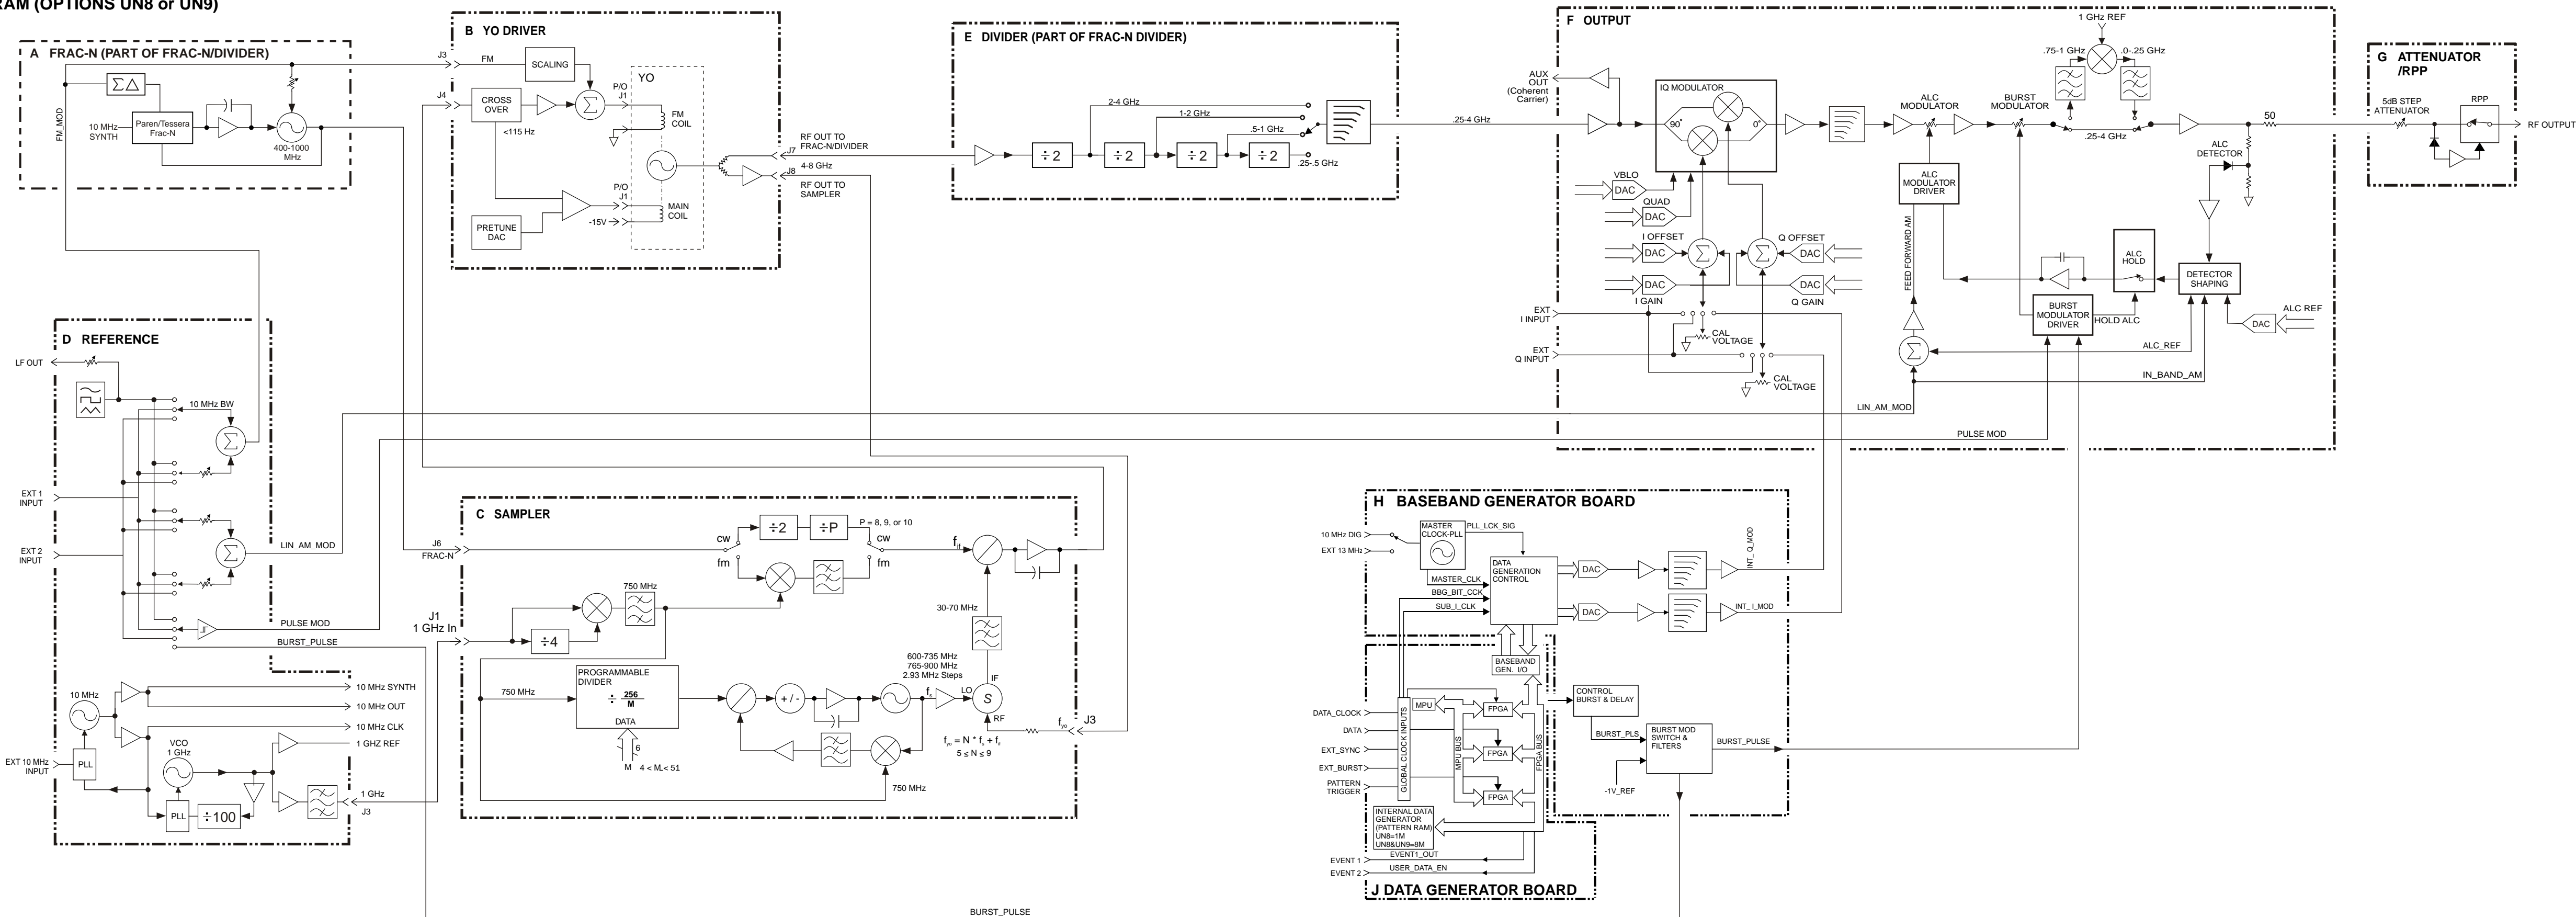 RAM (OPTIONS UN8 or UN9)
A FRAC-N (PART OF FRAC-N/DIVIDER)
FM_MOD
ΣΔ
10 MHz
SYNTH
Paren/Tessera
Frac-N
400-1000
MHz
B YO DRIVER
J3
FM
SCALING
J4
CROSS
OVER
<115 Hz
Σ
P/O
J1
YO
FM
COIL
P/O
J1
-15V
MAIN
COIL
PRETUNE
DAC
RF OUT TO
FRAC-N/DIVIDER
J7
4-8 GHz
J8
RF OUT TO
SAMPLER
E DIVIDER (PART OF FRAC-N DIVIDER)
÷2
÷2
÷2
÷2
2-4 GHz
1-2 GHz
.5-1 GHz
.25-.5 GHz
.25-4 GHz
F OUTPUT
AUX
OUT
(Coherent
Carrier)
IQ MODULATOR
90°
0°
VBLO
DAC
QUAD
DAC
I OFFSET
DAC
Σ
Σ
Q OFFSET
DAC
DAC
I GAIN
DAC
Q GAIN
EXT
I INPUT
CAL
VOLTAGE
EXT
Q INPUT
CAL
VOLTAGE
ALC
MODULATOR
BURST
MODULATOR
1 GHz REF
.75-1 GHz
.0-.25 GHz
.25-4 GHz
50
ALC
DETECTOR
ALC
MODULATOR
DRIVER
FEED FORWARD AM
ALC
HOLD
DETECTOR
SHAPING
BURST
MODULATOR
DRIVER
HOLD ALC
ALC REF
DAC
ALC_REF
Σ
IN_BAND_AM
LIN_AM_MOD
PULSE MOD
G ATTENUATOR
/RPP
5dB STEP
ATTENUATOR
RPP
RF OUTPUT
D REFERENCE
LF OUT
10 MHz BW
Σ
EXT 1
INPUT
EXT 2
INPUT
Σ
LIN_AM_MOD
PULSE MOD
BURST_PULSE
10 MHz
10 MHz SYNTH
10 MHz OUT
10 MHz CLK
VCO
1 GHz
1 GHZ REF
EXT 10 MHz
INPUT
PLL
PLL
÷100
1 GHz
J3
C SAMPLER
J6
FRAC-N
CW
fm
÷2
÷P
P = 8, 9, or 10
CW
fm
fif
750 MHz
J1
1 GHz In
÷4
30-70 MHz
750 MHz
PROGRAMMABLE
DIVIDER
÷ 256
M
DATA
6
M 4 < M < 51
+ / -
600-735 MHz
765-900 MHz
2.93 MHz Steps
fs
LO
IF
S
RF
fyo
J3
fyo = N * fs + fif
5 ≤ N ≤ 9
750 MHz
H BASEBAND GENERATOR BOARD
10 MHz DIG
EXT 13 MHz
MASTER
CLOCK-PLL
PLL_LCK_SIG
MASTER_CLK
BBG_BIT_CCK
SUB_I_CLK
DATA
GENERATION
CONTROL
DAC
DAC
INT_ Q_MOD
INT_ I_MOD
BASEBAND
GEN. I/O
CONTROL
BURST & DELAY
BURST_PLS
BURST MOD
SWITCH &
FILTERS
BURST_PULSE
-1V_REF
DATA_CLOCK
DATA
EXT_SYNC
EXT_BURST
PATTERN
TRIGGER
GLOBAL CLOCK INPUTS
MPU
MPU BUS
FPGA
FPGA
FPGA
FPGA BUS
INTERNAL DATA
GENERATOR
(PATTERN RAM)
UN8=1M
UN8&UN9=8M
EVENT 1
EVENT1_OUT
EVENT 2
USER_DATA_EN
J DATA GENERATOR BOARD
BURST_PULSE